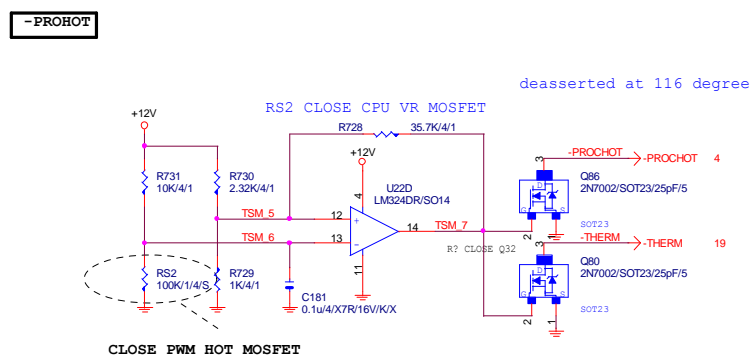 -PROHOT
deasserted at 116 degree
RS2 CLOSE CPU VR MOSFET
+12V
R728
35.7K/4/1
+12V
-PROCHOT
-PROCHOT 4
R731
10K/4/1
R730
2.32K/4/1
U22D
LM324DR/SO14
3
Q86
2N7002/SOT23/25pF/5
D
G
S
SOT23
2
1
4
TSM_5
12
+
TSM_6
13
-
14
TSM_7
11
R? CLOSE Q32
-THERM
-THERM 19
3
Q80
2N7002/SOT23/25pF/5
D
G
S
SOT23
2
1
RS2
100K/1/4/S
R729
1K/4/1
C181
0.1u/4/X7R/16V/K/X
CLOSE PWM HOT MOSFET